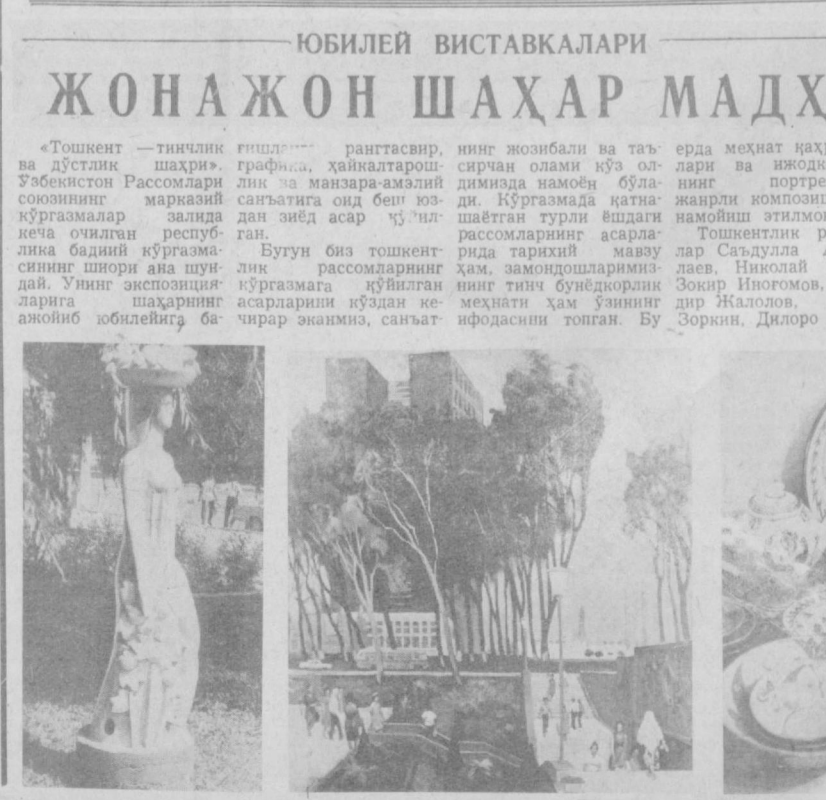 ЮБИЛЕЙ ВИСТАВКАЛАРИ
ЖОНАЖОН ШАҲАР МАДҲ
«Тошкент — тинчлик
ва дўстлик шаҳри».
Ўзбекистон Рассомлари
союзининг марказий
кўргазмалар залида
кеча очилган респуб-
лика бадиий кўргазма-
сининг шиори ана шун-
дай. Унинг экспозиция-
ларига шаҳарнинг
ажойиб юбилейига ба-
рангтасвир,
графика, ҳайкалтарош-
лик ва манзара-амэлий
санъатига оид беш юз-
дан зиёд асар
ган.
Бугун биз тошкент-
лик рассомларнинг
кўргазмага қўйилган
асарларини кўздан ке-
чирар эканмиз, санъат-
нинг жозибали ва таъ-
сирчан олами кўз ол-
димизда намоён бўла-
ди. Кўргазмада қатна-
шаётган турли ёшдаги
рассомларнинг асарла-
рида тарихий мавзу
ҳам, замондошларимиз-
нинг тинч бунёдкорлик
меҳнати ҳам ўзининг
ифодасини топган. Бу
ерда меҳнат қаҳр
лари ва ижодк
нинг портре
жанрли композиц
намойиш этилмо
Тошкентлик р
лар Саъдулла
лаев, Николай
Зокир Иноғомов,
дир Жалолов,
Зоркин, Дилоро